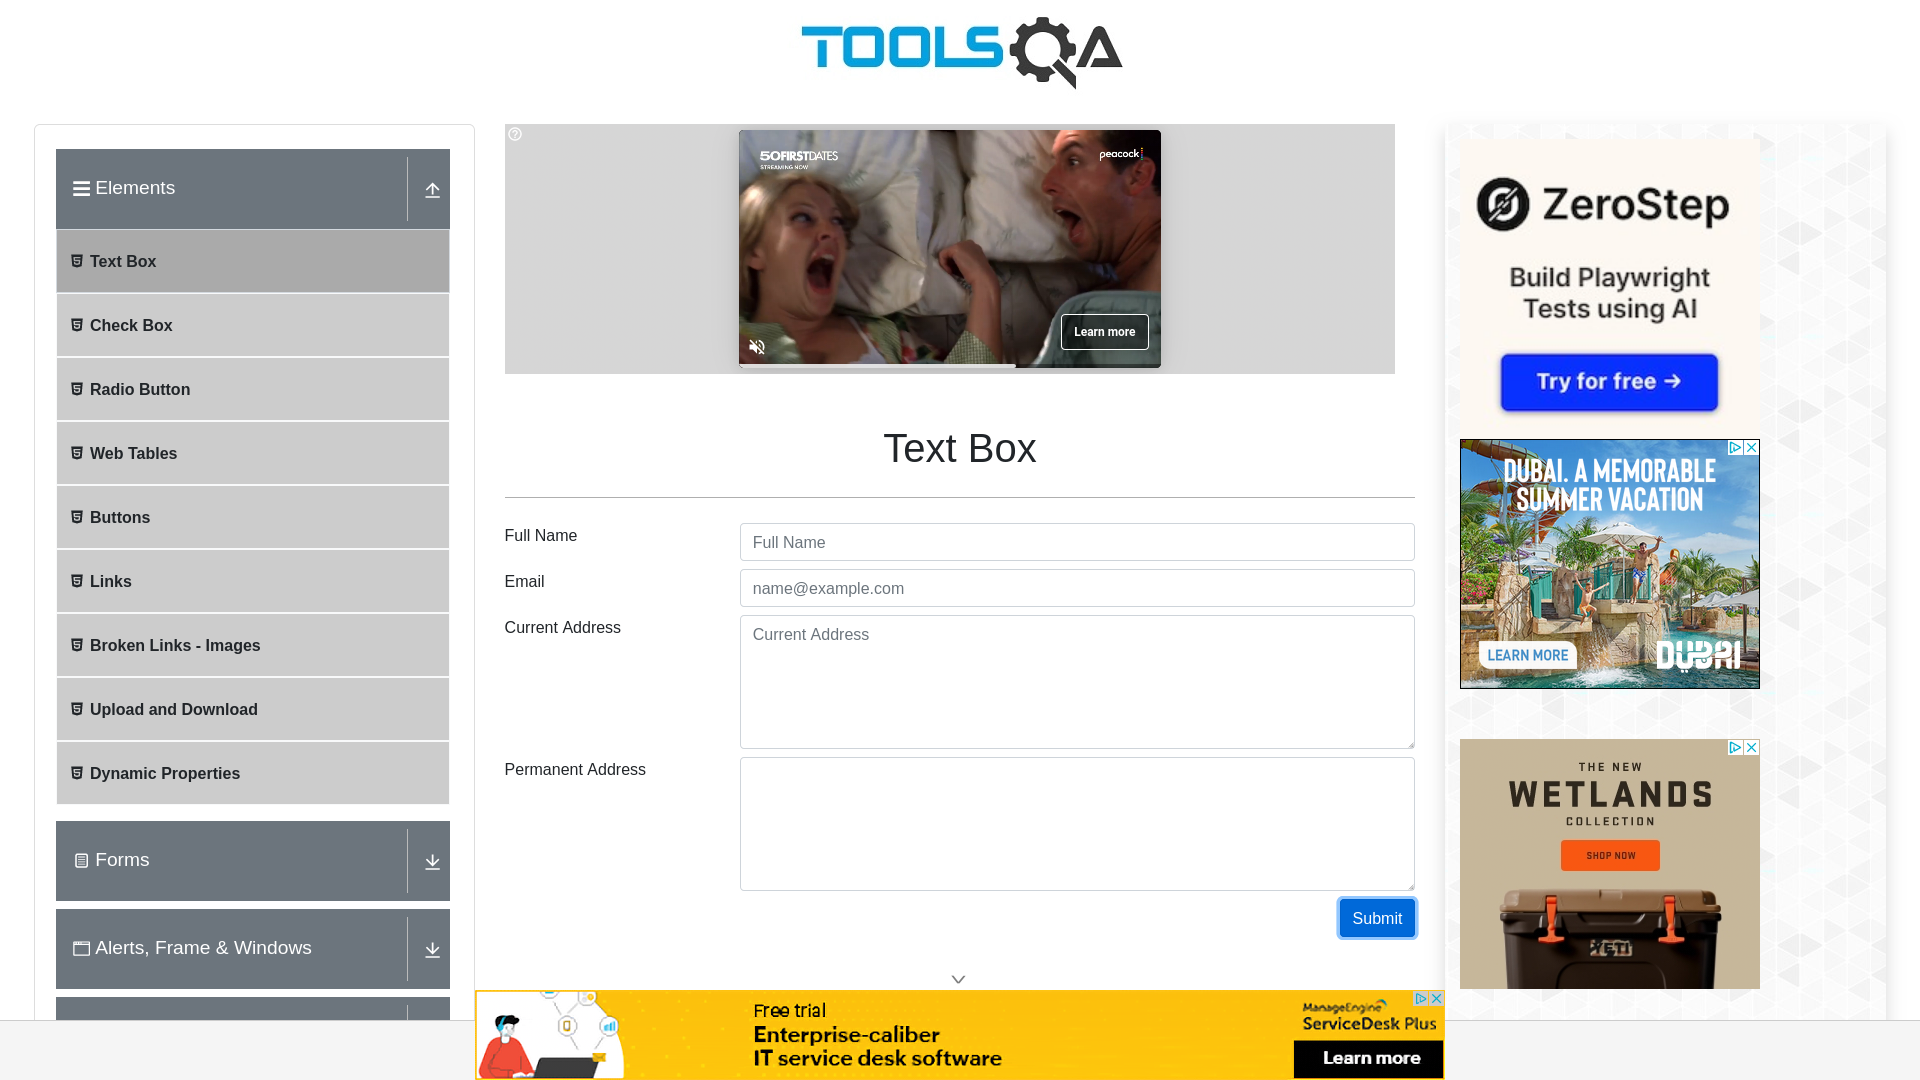 TOOLSQA
Elements
Text Box
Check Box
Radio Button
Web Tables
Buttons
Links
Broken Links - Images
Upload and Download
Dynamic Properties
Forms
Alerts, Frame & Windows
50FIRSTDATES
STREAMING NOW
peacock
Learn more
Text Box
Full Name
Full Name
Email
name@example.com
Current Address
Current Address
Permanent Address
Submit
ZeroStep
Build Playwright
Tests using AI
Try for free →
DUBAI. A MEMORABLE
SUMMER VACATION
LEARN MORE
DUBAI
THE NEW
WETLANDS
COLLECTION
SHOP NOW
YETI
Free trial
Enterprise-caliber
IT service desk software
ManageEngine
ServiceDesk Plus
Learn more